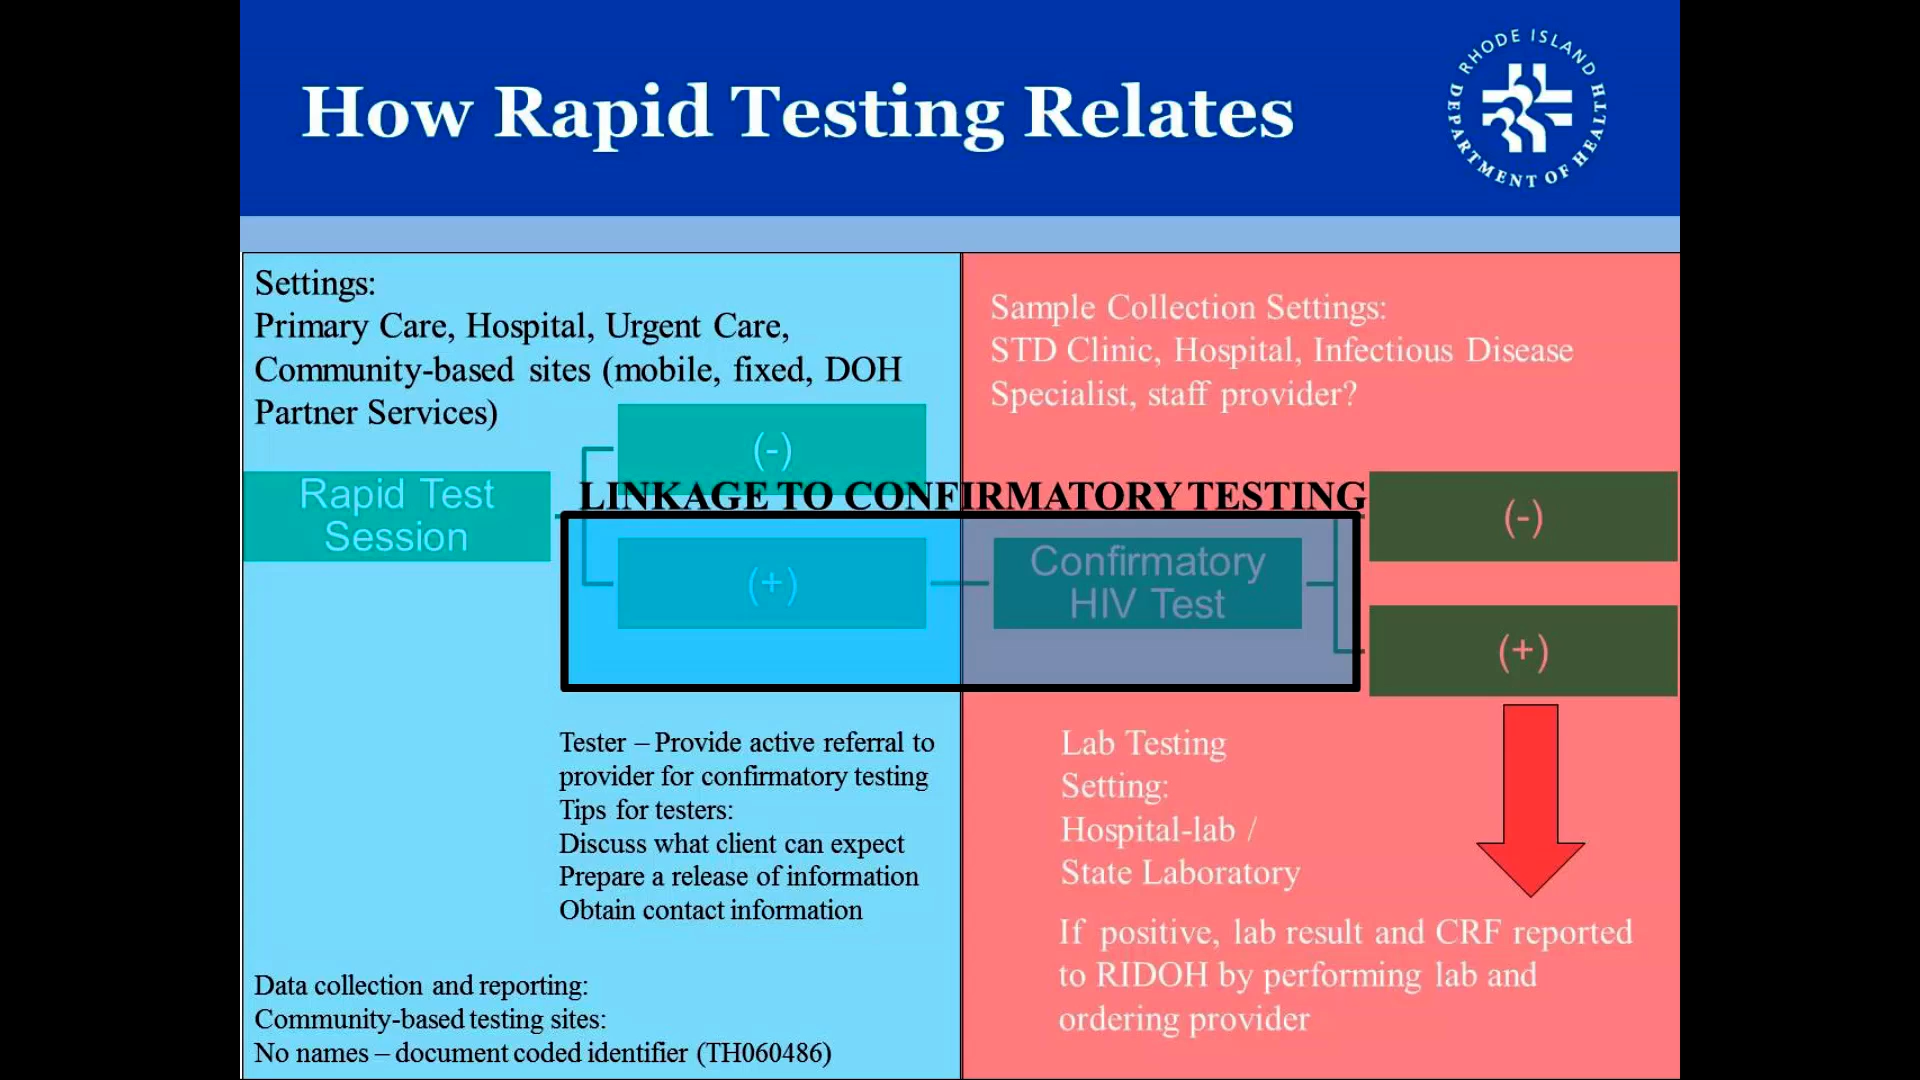 How Rapid Testing Relates
RHODE ISLAND
DEPARTMENT OF HEALTH
Settings:
Primary Care, Hospital, Urgent Care,
Community-based sites (mobile, fixed, DOH
Partner Services)
Sample Collection Settings:
STD Clinic, Hospital, Infectious Disease
Specialist, staff provider?
(-)
Rapid Test
Session
LINKAGE TO CONFIRMATORY TESTING
(+)
Confirmatory
HIV Test
(-)
(+)
Tester – Provide active referral to
provider for confirmatory testing
Tips for testers:
Discuss what client can expect
Prepare a release of information
Obtain contact information
Lab Testing
Setting:
Hospital-lab /
State Laboratory
If positive, lab result and CRF reported
to RIDOH by performing lab and
ordering provider
Data collection and reporting:
Community-based testing sites:
No names – document coded identifier (TH060486)